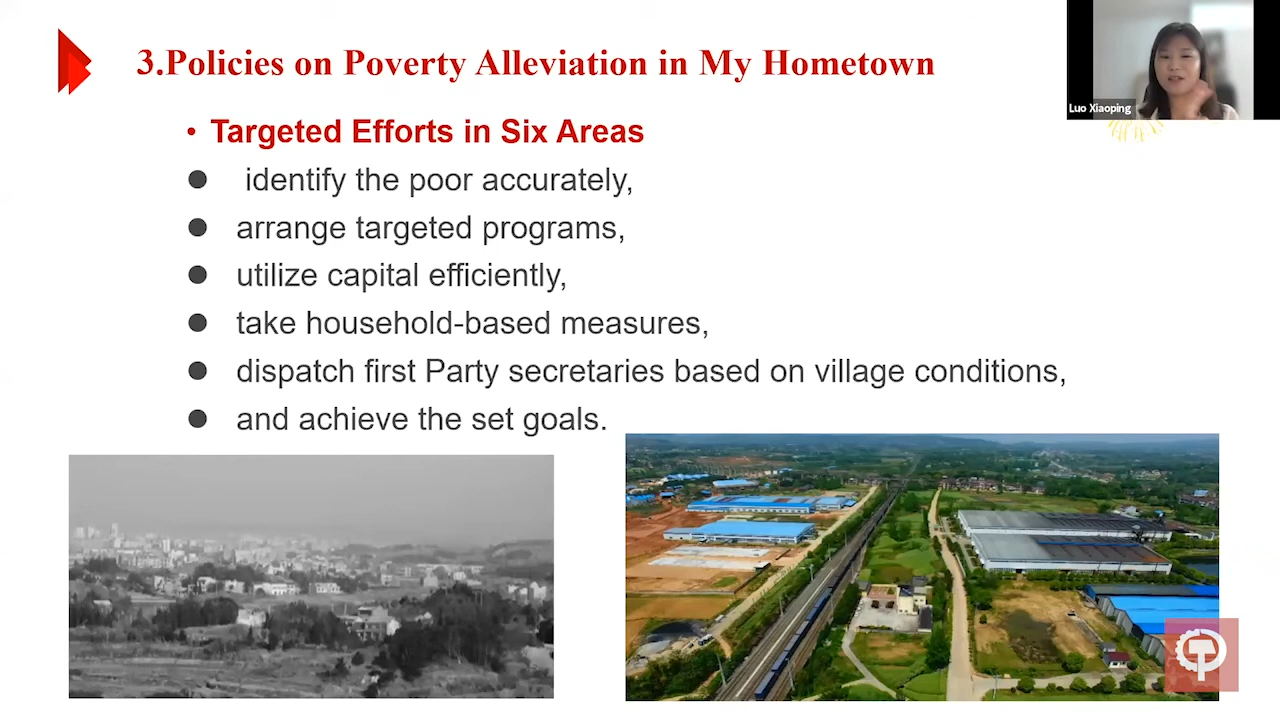 3.Policies on Poverty Alleviation in My Hometown
Luo Xiaoping
• Targeted Efforts in Six Areas
● identify the poor accurately,
● arrange targeted programs,
● utilize capital efficiently,
● take household-based measures,
● dispatch first Party secretaries based on village conditions,
● and achieve the set goals.